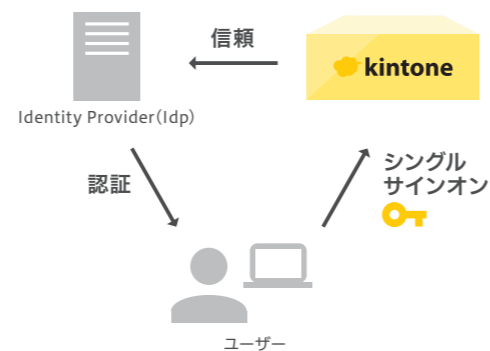 信頼
kintone
Identity Provider(Idp)
認証
シングル
サインオン
ユーザー